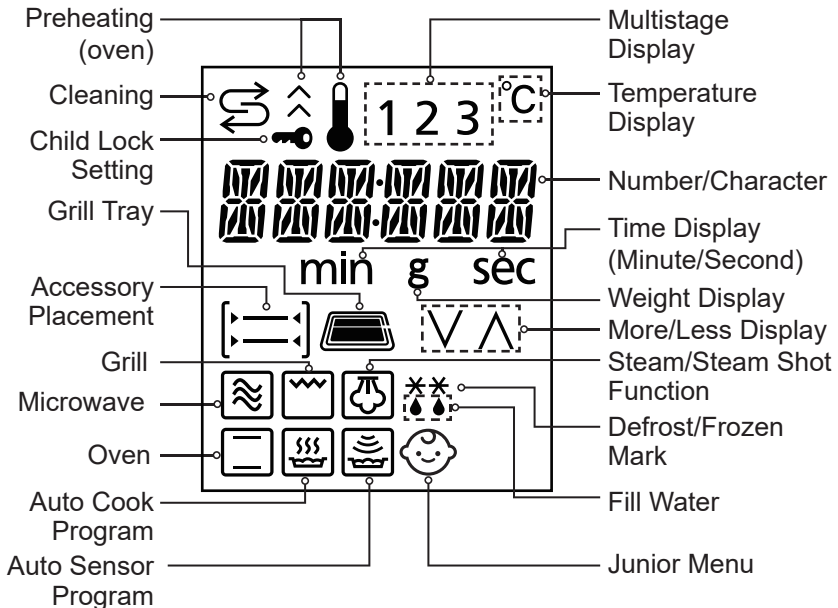 Preheating
(oven)
Cleaning
Child Lock
Setting
Grill Tray
Accessory
Placement
Grill
Microwave
Oven
Auto Cook
Program
Auto Sensor
Program
1 2 3
°C
min g sec
Multistage
Display
Temperature
Display
Number/Character
Time Display
(Minute/Second)
Weight Display
More/Less Display
Steam/Steam Shot
Function
Defrost/Frozen
Mark
Fill Water
Junior Menu